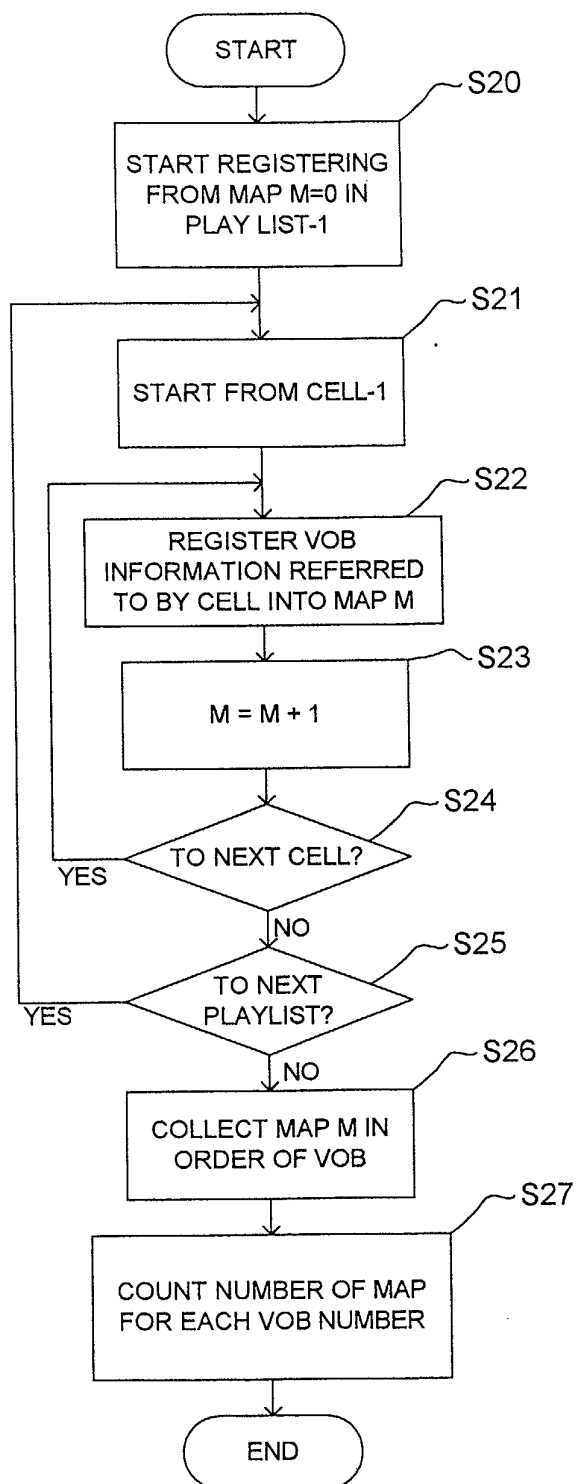 START
S20
START REGISTERING
FROM MAP M=0 IN
PLAY LIST-1
S21
START FROM CELL-1
S22
REGISTER VOB
INFORMATION REFERRED
TO BY CELL INTO MAP M
S23
M = M + 1
S24
TO NEXT CELL?
YES
NO
S25
TO NEXT
PLAYLIST?
YES
NO
S26
COLLECT MAP M IN
ORDER OF VOB
S27
COUNT NUMBER OF MAP
FOR EACH VOB NUMBER
END